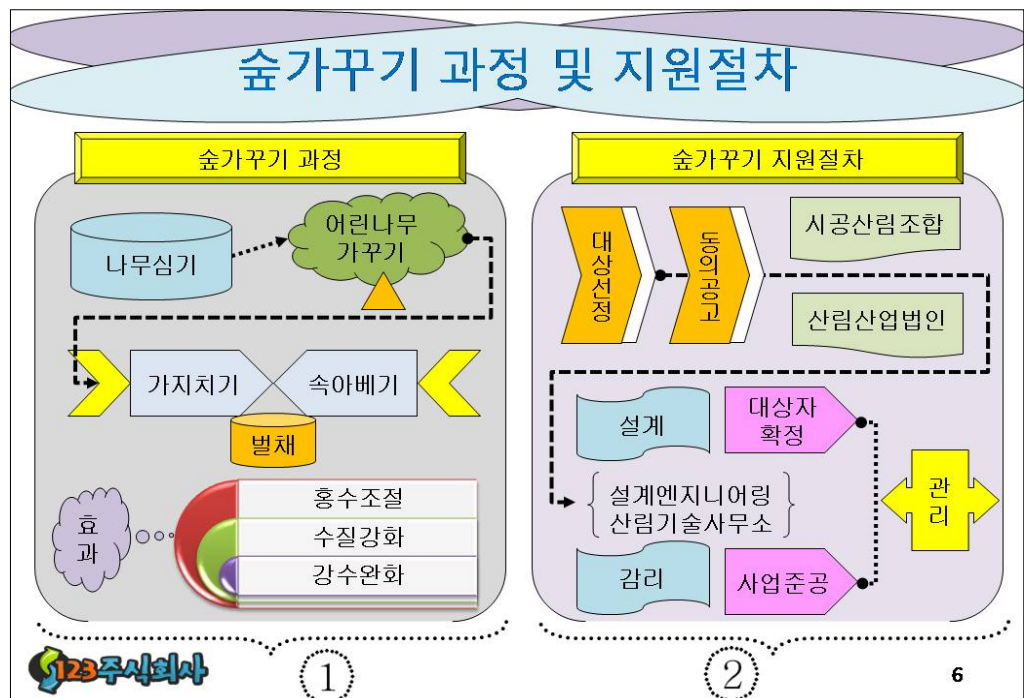 숲가꾸기 과정 및 지원절차
숲가꾸기 과정
나무심기
어린나무
가꾸기
가지치기
속아베기
벌채
효
과
홍수조절
수질강화
강수완화
1
숲가꾸기 지원절차
대상선정
동의공고
시공산림조합
산림산업법인
설계
대상자
확정
설계엔지니어링
산림기술사무소
감리
사업준공
관
리
2
123주식회사
6